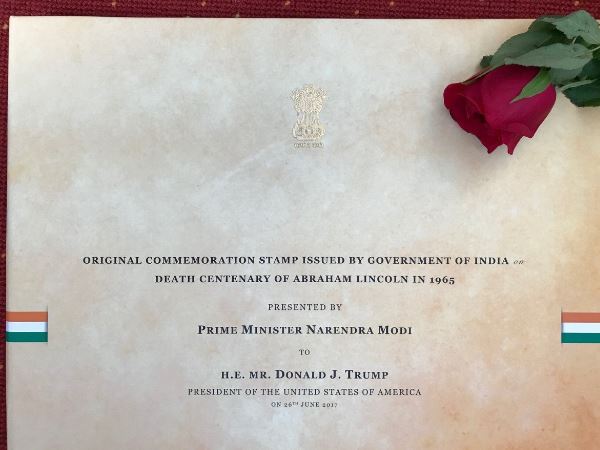 ORIGINAL COMMEMORATION STAMP ISSUED BY GOVERNMENT OF INDIA on
DEATH CENTENARY OF ABRAHAM LINCOLN IN 1965
PRESENTED BY
PRIME MINISTER NARENDRA MODI
TO
H.E. MR. DONALD J. TRUMP
PRESIDENT OF THE UNITED STATES OF AMERICA
ON 26TH JUNE 2017